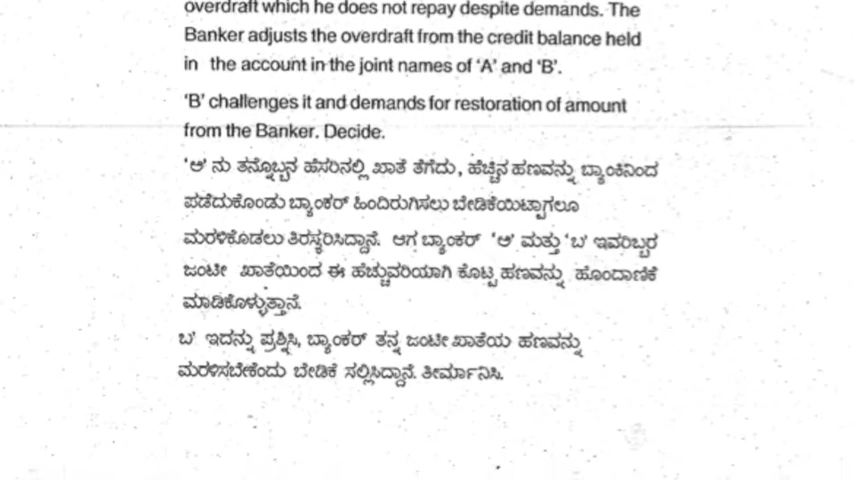 overdraft which he does not repay despite demands. The
Banker adjusts the overdraft from the credit balance held
in the account in the joint names of 'A' and 'B'.
'B' challenges it and demands for restoration of amount
from the Banker. Decide.
'ಆ' ನು ತನ್ನೊಬ್ಬನ ಹೆಸರಿನಲ್ಲಿ ಖಾತೆ ತೆಗೆದು, ಹೆಚ್ಚಿನ ಹಣವನ್ನು ಬ್ಯಾಂಕಿನಿಂದ
ಪಡೆದುಕೊಂಡು ಬ್ಯಾಂಕರ್ ಹಿಂದಿರುಗಿಸಲು ಬೇಡಿಕೆಯಿಟ್ಟಾಗಲೂ
ಮರಳಿಕೊಡಲು ತಿರಸ್ಕರಿಸಿದ್ದಾನೆ. ಆಗ ಬ್ಯಾಂಕರ್ 'ಆ' ಮತ್ತು 'ಬ' ಇವರಿಬ್ಬರ
ಜಂಟೀ ಖಾತೆಯಿಂದ ಈ ಹೆಚ್ಚುವರಿಯಾಗಿ ಕೊಟ್ಟ ಹಣವನ್ನು ಹೊಂದಾಣಿಕೆ
ಮಾಡಿಕೊಳ್ಳುತ್ತಾನೆ.
ಬ' ಇದನ್ನು ಪ್ರಶ್ನಿಸಿ, ಬ್ಯಾಂಕರ್ ತನ್ನ ಜಂಟೀ ಖಾತೆಯ ಹಣವನ್ನು
ಮರಳಿಸಬೇಕೆಂದು ಬೇಡಿಕೆ ಸಲ್ಲಿಸಿದ್ದಾನೆ. ತೀರ್ಮಾನಿಸಿ.